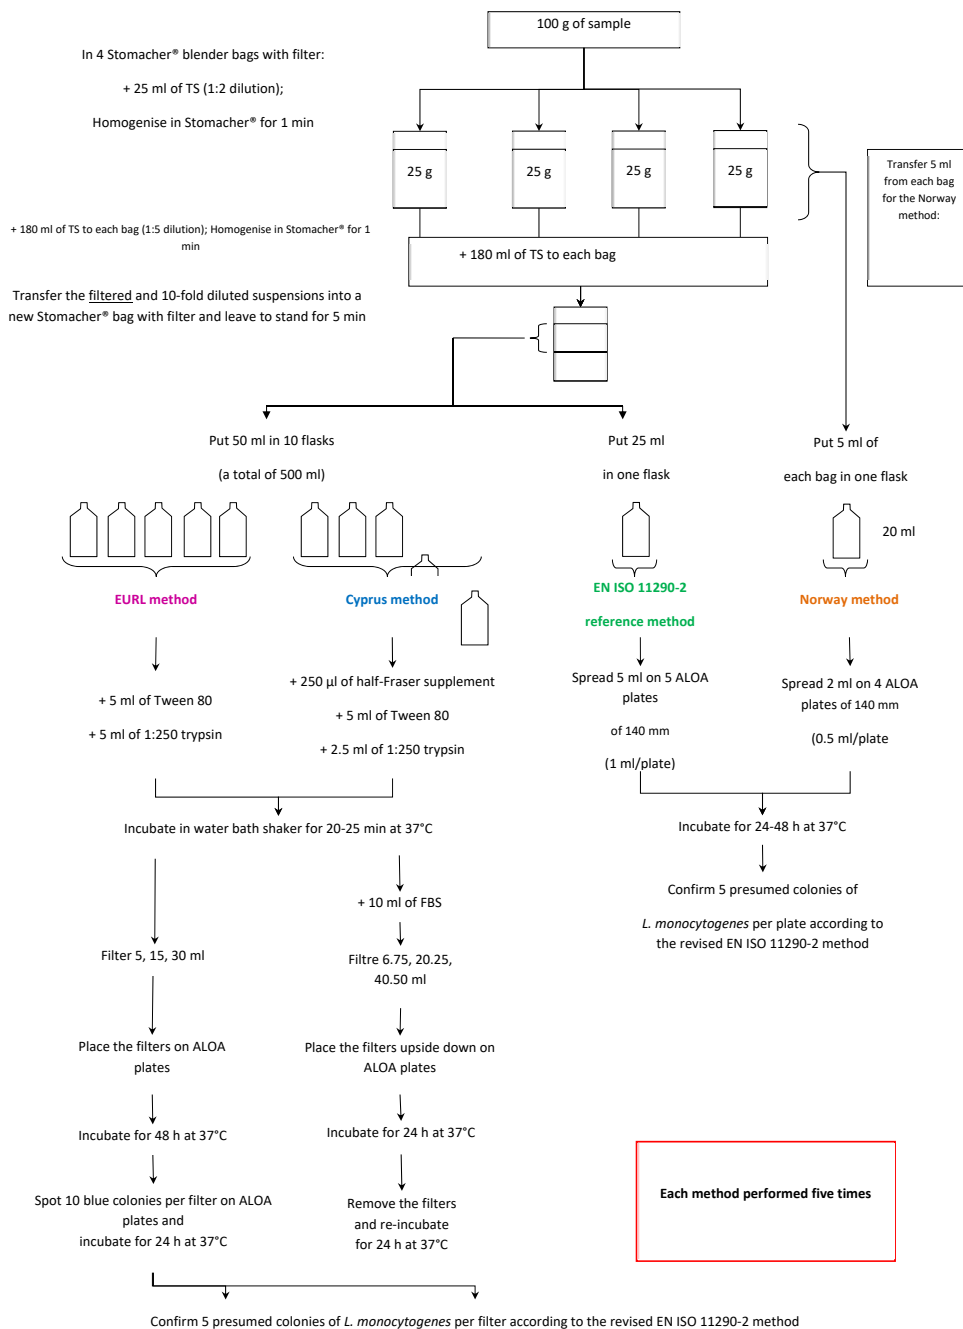 100 g of sample
In 4 Stomacher® blender bags with filter:
+ 25 ml of TS (1:2 dilution);
Homogenise in Stomacher® for 1 min
25 g
25 g
25 g
25 g
Transfer 5 ml
from each bag
for the Norway
method:
+ 180 ml of TS to each bag (1:5 dilution); Homogenise in Stomacher® for 1
min
+ 180 ml of TS to each bag
Transfer the filtered and 10-fold diluted suspensions into a
new Stomacher® bag with filter and leave to stand for 5 min
Put 50 ml in 10 flasks
(a total of 500 ml)
Put 25 ml
in one flask
Put 5 ml of
each bag in one flask
20 ml
EURL method
Cyprus method
EN ISO 11290-2
reference method
Norway method
+ 5 ml of Tween 80
+ 5 ml of 1:250 trypsin
+ 250 µl of half-Fraser supplement
+ 5 ml of Tween 80
+ 2.5 ml of 1:250 trypsin
Spread 5 ml on 5 ALOA
plates
of 140 mm
(1 ml/plate)
Spread 2 ml on 4 ALOA
plates of 140 mm
(0.5 ml/plate
Incubate in water bath shaker for 20-25 min at 37°C
Incubate for 24-48 h at 37°C
+ 10 ml of FBS
Confirm 5 presumed colonies of
L. monocytogenes per plate according to
the revised EN ISO 11290-2 method
Filter 5, 15, 30 ml
Filtre 6.75, 20.25,
40.50 ml
Place the filters on ALOA
plates
Place the filters upside down on
ALOA plates
Incubate for 48 h at 37°C
Incubate for 24 h at 37°C
Spot 10 blue colonies per filter on ALOA
plates and
incubate for 24 h at 37°C
Remove the filters
and re-incubate
for 24 h at 37°C
Each method performed five times
Confirm 5 presumed colonies of L. monocytogenes per filter according to the revised EN ISO 11290-2 method